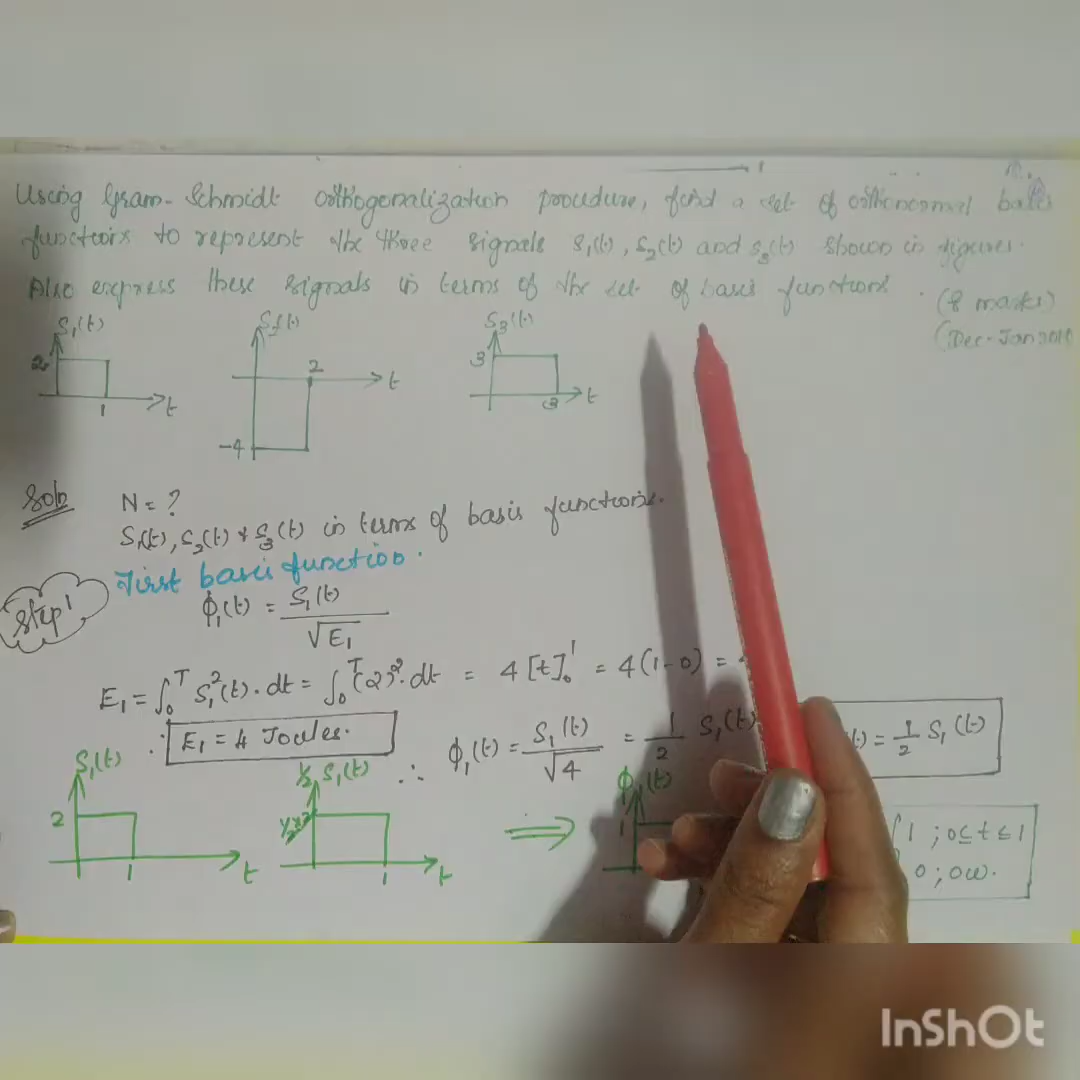 Using Gram-Schmidt orthogonalization procedure, find a set of orthonormal basis
functions to represent the three signals S₁(t), S₂(t) and S₃(t) shown in figures.
Also express these signals in terms of the set of basis functions. (8 marks)
(Dec-Jan
S₁(t) 2 1 t
2 t -4
S₃(t) 3 3 t
Soln N = ?
S₁(t), S₂(t) & S₃(t) in terms of basis functions.
First basis function.
Step 1
ϕ₁(t) = S₁(t) / √E₁
E₁ = ∫₀ᵀ S₁²(t)·dt = ∫₀ᵀ (2)²·dt = 4[t]₀¹ = 4(1-0) =
∴ E₁ = 4 Joules.
∴ ϕ₁(t) = S₁(t) / √4 = 1/2 S₁(t)
(t) = 1/2 S₁(t)
S₁(t) 2 1 t
1/2 S₁(t) 1/2×2 1 t
⇒ ϕ₁(t) 1
1 ; 0≤t≤1
0 ; ow.
InShOt